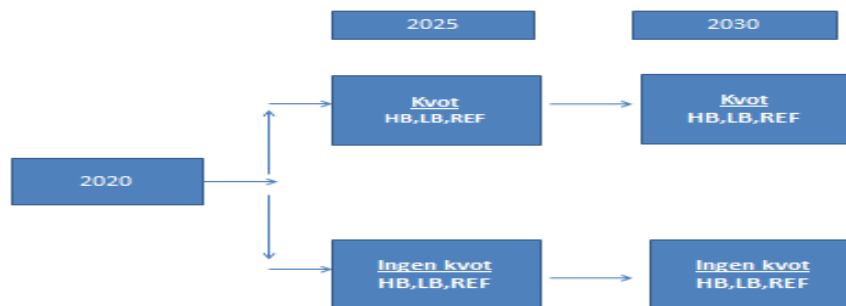 2025
2030
Kvot
HB,LB,REF
Kvot
HB,LB,REF
2020
Ingen kvot
HB,LB,REF
Ingen kvot
HB,LB,REF